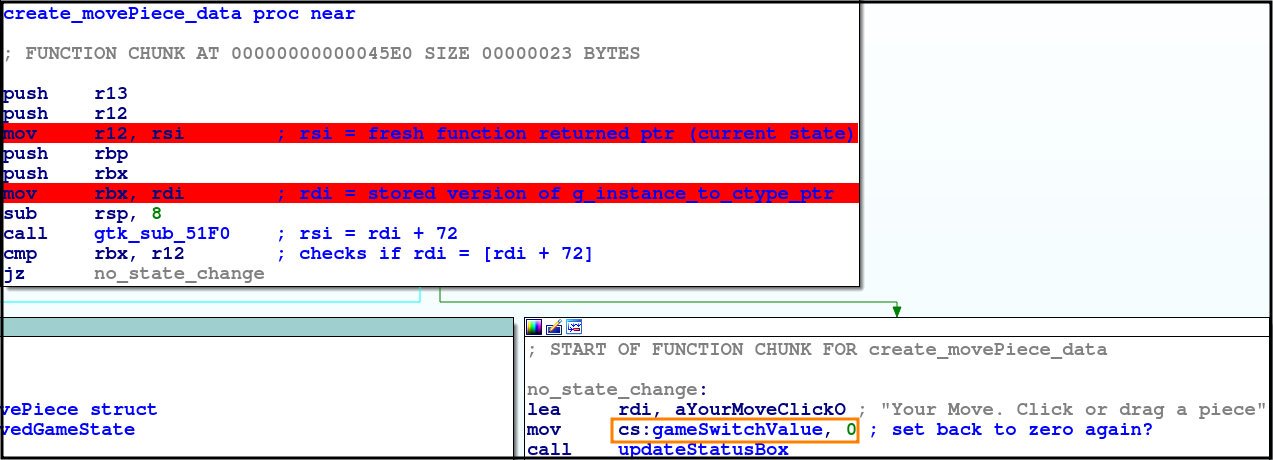 create_movePiece_data proc near
; FUNCTION CHUNK AT 00000000000045E0 SIZE 00000023 BYTES
push r13
push r12
mov r12, rsi ; rsi = fresh function returned ptr (current state)
push rbp
push rbx
mov rbx, rdi ; rdi = stored version of g_instance_to_ctype_ptr
sub rsp, 8
call gtk_sub_51F0 ; rsi = rdi + 72
cmp rbx, r12 ; checks if rdi = [rdi + 72]
jz no_state_change
vePiece struct
vedGameState
; START OF FUNCTION CHUNK FOR create_movePiece_data
no_state_change:
lea rdi, aYourMoveClickO ; "Your Move. Click or drag a piece"
mov cs:gameSwitchValue, 0 ; set back to zero again?
call updateStatusBox